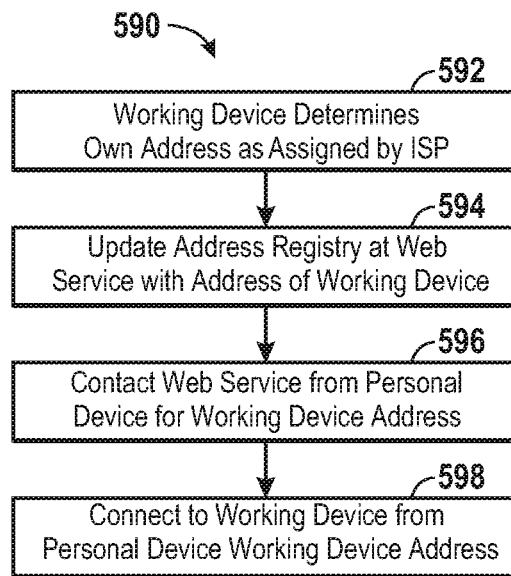 590
592
Working Device Determines
Own Address as Assigned by ISP
594
Update Address Registry at Web
Service with Address of Working Device
596
Contact Web Service from Personal
Device for Working Device Address
598
Connect to Working Device from
Personal Device Working Device Address